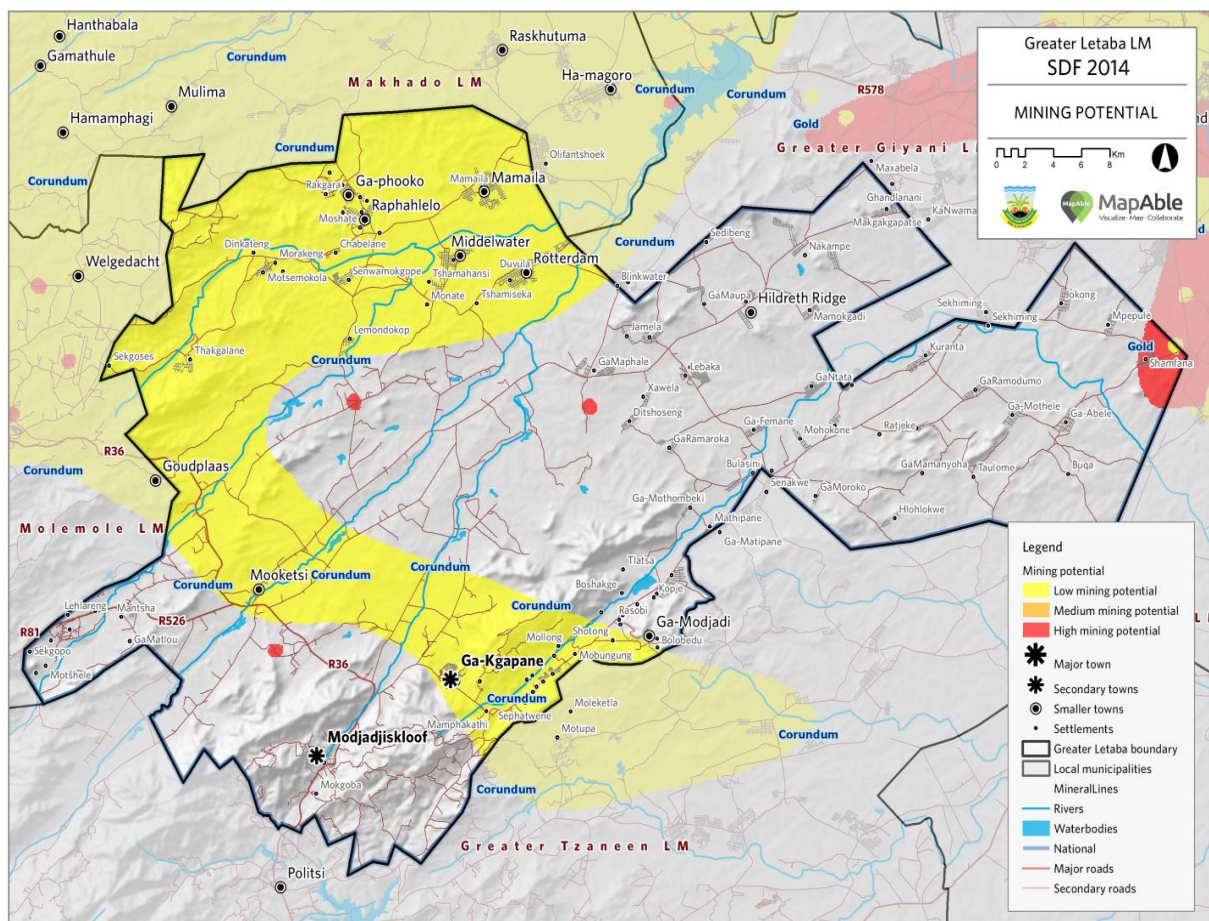 Hanthabala
Gamathule
Corundum
Raskhutuma
Makhado LM
Ha-magoro
Mulima
Corundum
Corundum
R578
Hamamphagi
Gold
Corundum
Corundum
Greater Giyani L
Olifantshoek
Maxabela
Rakgara
Ga-phooko
Mamaila
Mamaila
Ghandlanani
Raphahlelo
Moshate
Makgakgapatse
KaNwama
Dinkateng
Chabelane
Middelwater
Sedibeng
Morakeng
Nakampe
Corundum
Welgedacht
Motsemokola
Senwamokgope
Tshamahansi
Duvula
Rotterdam
Blinkwater
Monate
Tshamiseka
GaMaupa
Hildreth Ridge
Jokong
Mamokgadi
Sekhiming
Sekhiming
Mpepule
Lemondokop
Jamela
Gold
Sekgoses
Thakgalane
Corundum
GaMaphale
Kuranta
Shamfana
Lebaka
Xawela
GaNtata
GaRamodumo
Ditshoseng
Ga-Mothele
Ga-Abele
Ga-Femane
Mohokone
Ratjeke
GaRamaroka
R36
Corundum
Goudplaas
Bulasini
GaMamanyoha
Taulome
Buqa
Senakwe
GaMoroko
Ga-Mothombeki
Hlohlokwe
Molemole LM
Mathipane
Ga-Matipane
Corundum
Mooketsi
Corundum
Corundum
Tlatsa
Boshakge
Kopje
Lehlareng
Mantsha
Corundum
Rasobi
R81
R526
GaMatlou
Shotong
Ga-Modjadi
Sekgopo
Mollong
Bolobedu
Motshele
R36
Ga-Kgapane
Mobungung
Corundum
Moleketla
Mamphakathi
Sephatwene
Motupa
Corundum
Modjadjiskloof
Mokgoba
Corundum
Greater Tzaneen LM
Politsi
Greater Letaba LM
SDF 2014
MINING POTENTIAL
0 2 4 6 8 Km
MapAble
MapAble
Visualize · Map · Collaborate
Legend
Mining potential
Low mining potential
Medium mining potential
High mining potential
Major town
Secondary towns
Smaller towns
Settlements
Greater Letaba boundary
Local municipalities
MineralLines
Rivers
Waterbodies
National
Major roads
Secondary roads